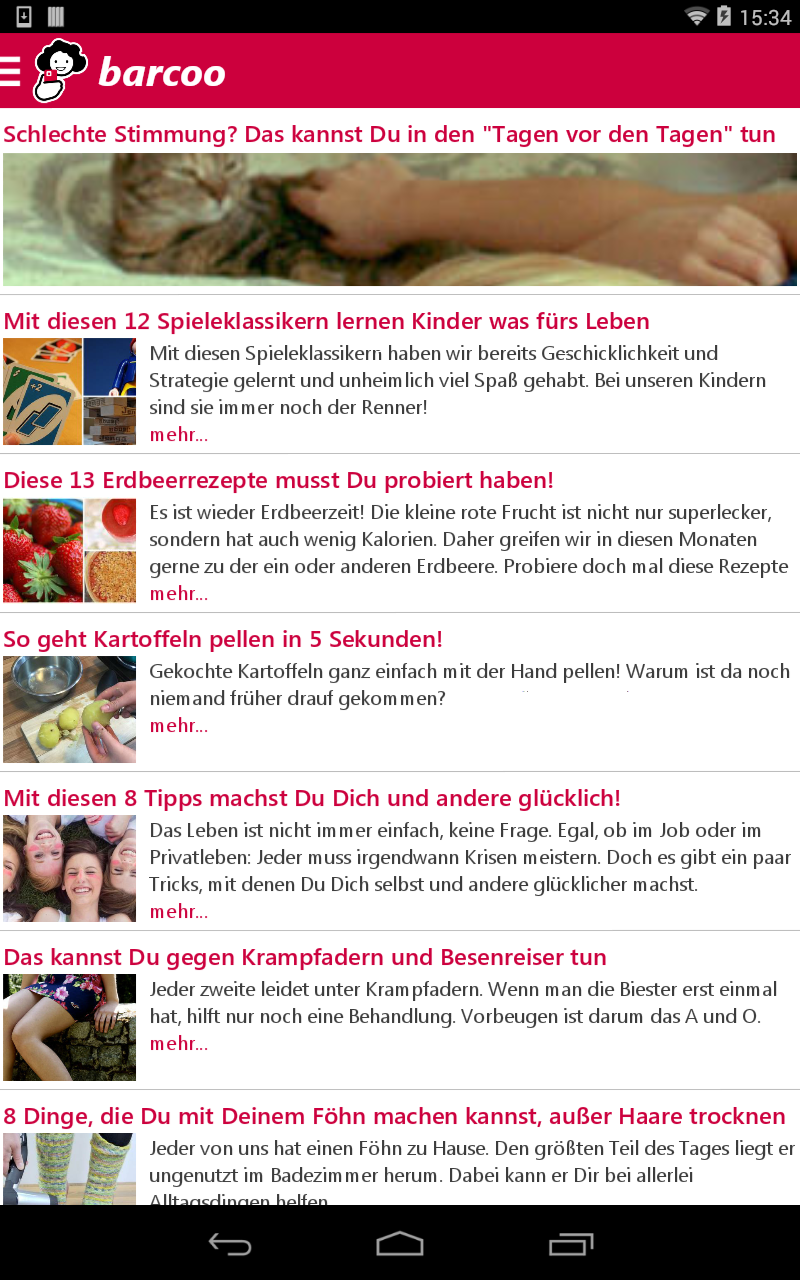 15:34
barcoo
Schlechte Stimmung? Das kannst Du in den "Tagen vor den Tagen" tun
Mit diesen 12 Spieleklassikern lernen Kinder was fürs Leben
Mit diesen Spieleklassikern haben wir bereits Geschicklichkeit und
Strategie gelernt und unheimlich viel Spaß gehabt. Bei unseren Kindern
sind sie immer noch der Renner!
mehr...
Diese 13 Erdbeerrezepte musst Du probiert haben!
Es ist wieder Erdbeerzeit! Die kleine rote Frucht ist nicht nur superlecker,
sondern hat auch wenig Kalorien. Daher greifen wir in diesen Monaten
gerne zu der ein oder anderen Erdbeere. Probiere doch mal diese Rezepte
mehr...
So geht Kartoffeln pellen in 5 Sekunden!
Gekochte Kartoffeln ganz einfach mit der Hand pellen! Warum ist da noch
niemand früher drauf gekommen?
mehr...
Mit diesen 8 Tipps machst Du Dich und andere glücklich!
Das Leben ist nicht immer einfach, keine Frage. Egal, ob im Job oder im
Privatleben: Jeder muss irgendwann Krisen meistern. Doch es gibt ein paar
Tricks, mit denen Du Dich selbst und andere glücklicher machst.
mehr...
Das kannst Du gegen Krampfadern und Besenreiser tun
Jeder zweite leidet unter Krampfadern. Wenn man die Biester erst einmal
hat, hilft nur noch eine Behandlung. Vorbeugen ist darum das A und O.
mehr...
8 Dinge, die Du mit Deinem Föhn machen kannst, außer Haare trocknen
Jeder von uns hat einen Föhn zu Hause. Den größten Teil des Tages liegt er
ungenutzt im Badezimmer herum. Dabei kann er Dir bei allerlei
Alltagsdingen helfen